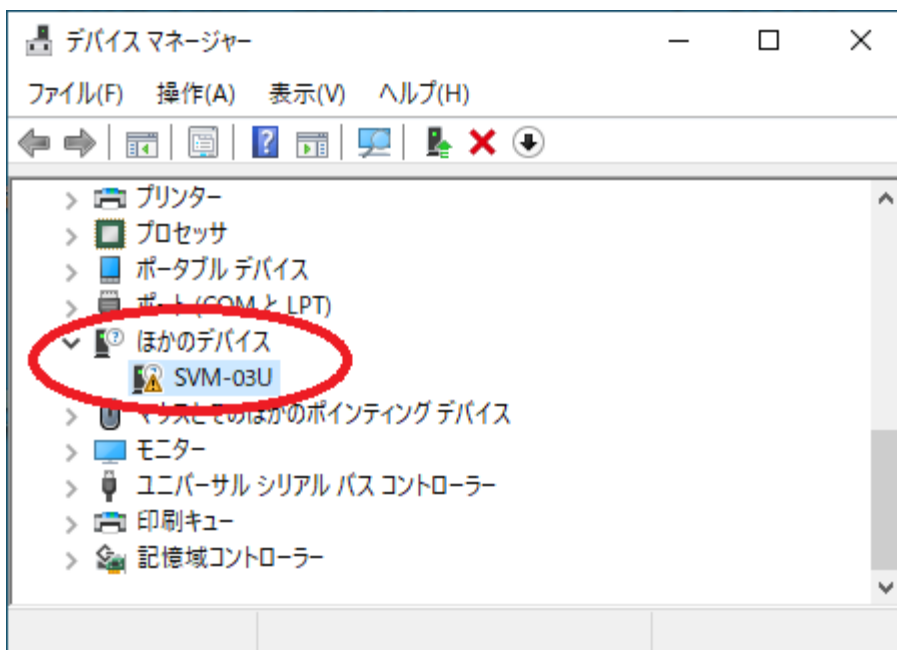 デバイス マネージャー
ファイル(F) 操作(A) 表示(V) ヘルプ(H)
プリンター
プロセッサ
ポータブル デバイス
ポート (COM と LPT)
ほかのデバイス
SVM-03U
マウスとそのほかのポインティング デバイス
モニター
ユニバーサル シリアル バス コントローラー
印刷キュー
記憶域コントローラー